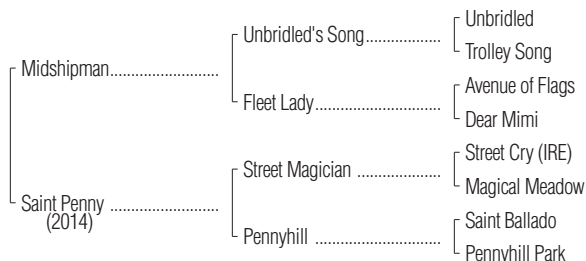 Unbridled
Unbridled's Song....................
Trolley Song
Midshipman.............................
Avenue of Flags
Fleet Lady.................................
Dear Mimi
Street Cry (IRE)
Street Magician ......................
Magical Meadow
Saint Penny .............................
(2014)
Saint Ballado
Pennyhill ..................................
Pennyhill Park